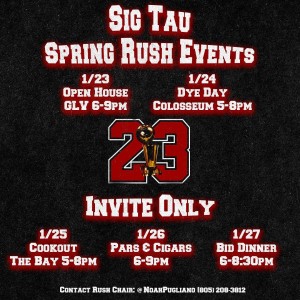 Sig Tau
Spring Rush Events
1/23
Open House
GLV 6-9pm
1/24
Dye Day
Colosseum 5-8pm
23
Invite Only
1/25
Cookout
The Bay 5-8pm
1/26
Pars & Cigars
6-9pm
1/27
Bid Dinner
6-8:30pm
Contact Rush Chair: @NoahPugliano (805) 208-3812